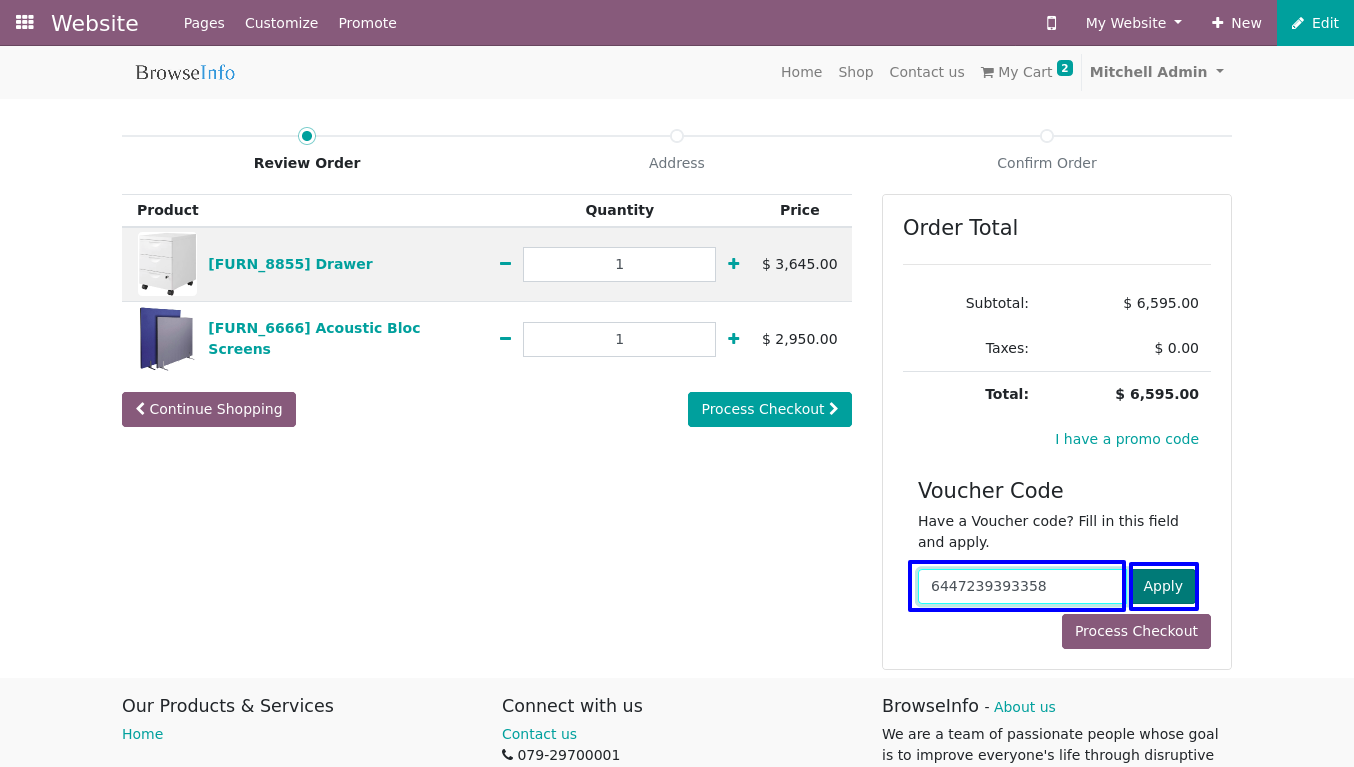 Website Pages Customize Promote My Website New Edit
BrowseInfo Home Shop Contact us My Cart 2 Mitchell Admin
Review Order Address Confirm Order
Product Quantity Price
[FURN_8855] Drawer 1 $ 3,645.00
[FURN_6666] Acoustic Bloc
Screens 1 $ 2,950.00
Continue Shopping Process Checkout
Order Total
Subtotal: $ 6,595.00
Taxes: $ 0.00
Total: $ 6,595.00
I have a promo code
Voucher Code
Have a Voucher code? Fill in this field
and apply.
6447239393358 Apply
Process Checkout
Our Products & Services
Home
Connect with us
Contact us
079-29700001
BrowseInfo - About us
We are a team of passionate people whose goal
is to improve everyone's life through disruptive